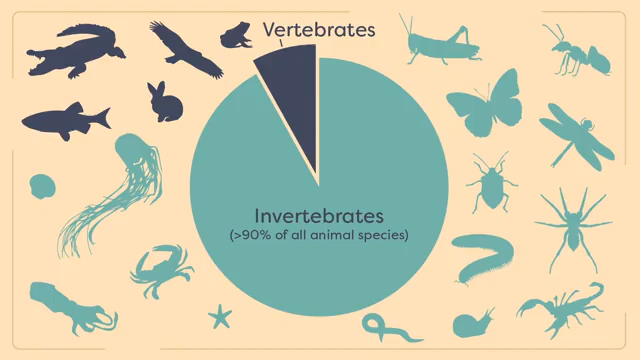 Vertebrates
Invertebrates
(>90% of all animal species)